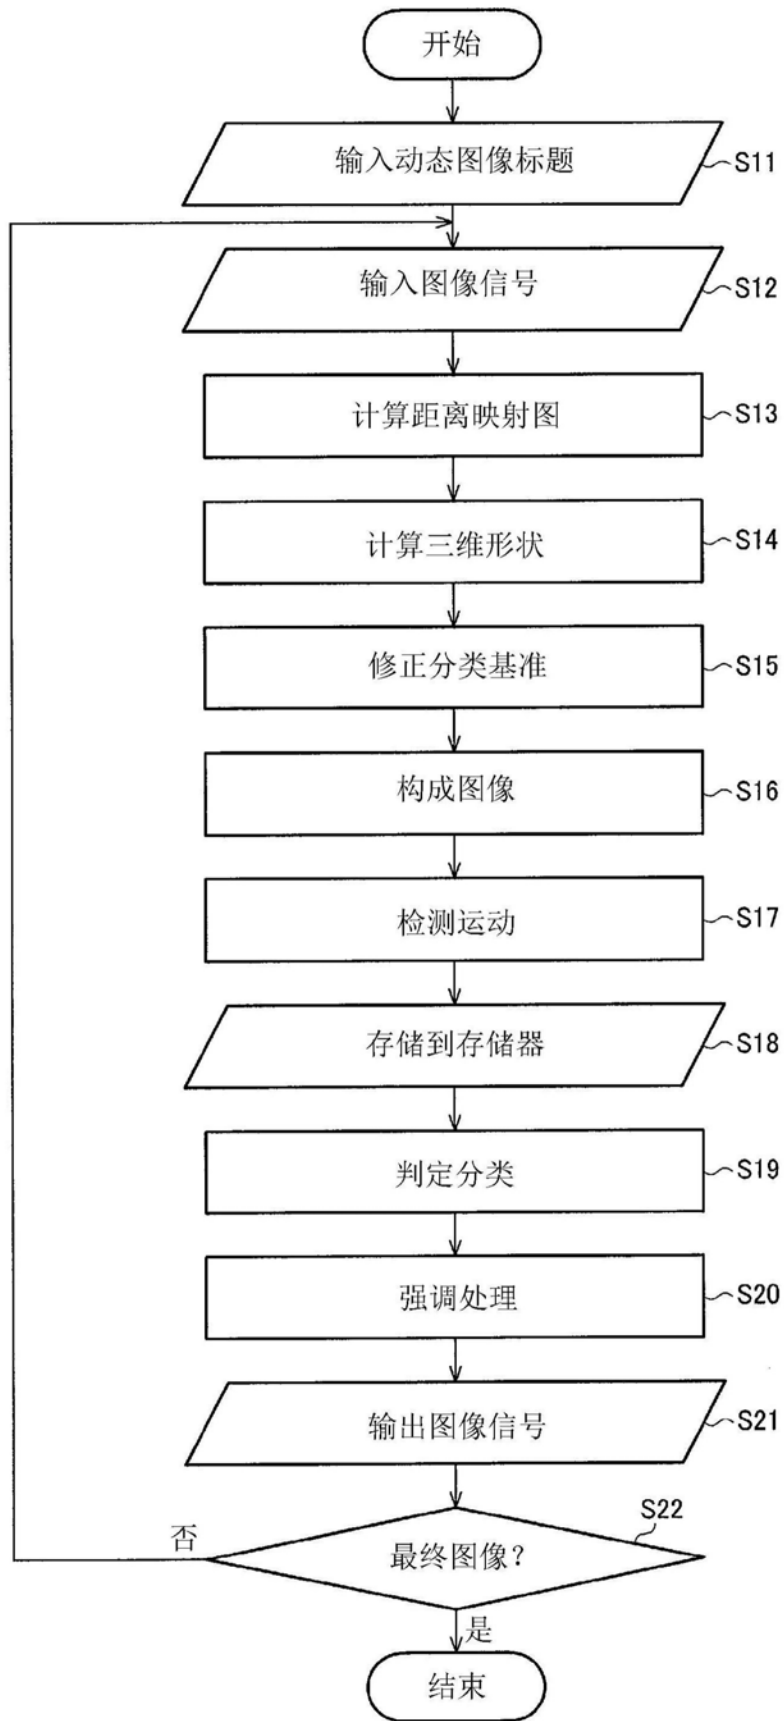 开始
输入动态图像标题
S11
输入图像信号
S12
计算距离映射图
S13
计算三维形状
S14
修正分类基准
S15
构成图像
S16
检测运动
S17
存储到存储器
S18
判定分类
S19
强调处理
S20
输出图像信号
S21
S22
否
最终图像?
是
结束